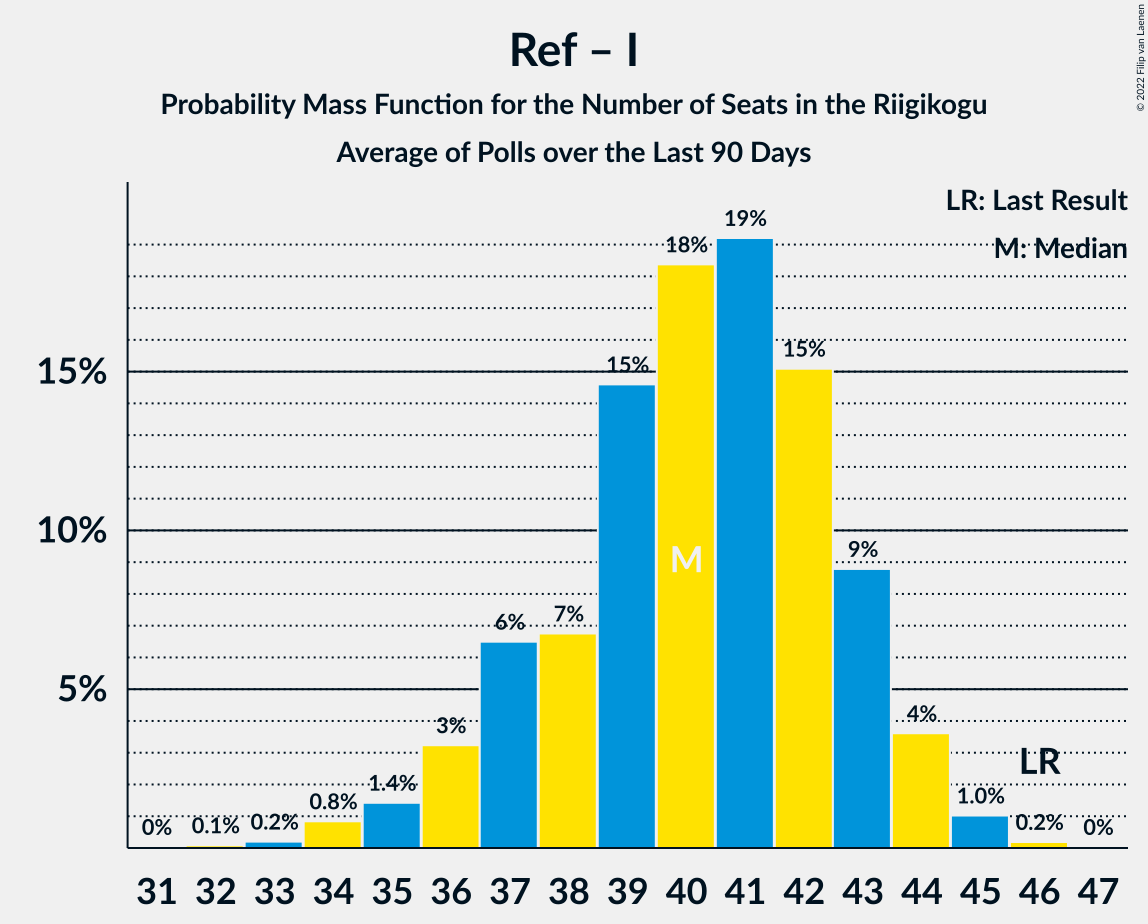 Ref – I
Probability Mass Function for the Number of Seats in the Riigikogu
Average of Polls over the Last 90 Days
© 2022 Filip van Laenen
LR: Last Result
M: Median
15%
10%
5%
0%
0.1%
0.2%
0.8%
1.4%
3%
6%
7%
15%
18%
19%
15%
9%
4%
1.0%
0.2%
0%
M
LR
31 32 33 34 35 36 37 38 39 40 41 42 43 44 45 46 47